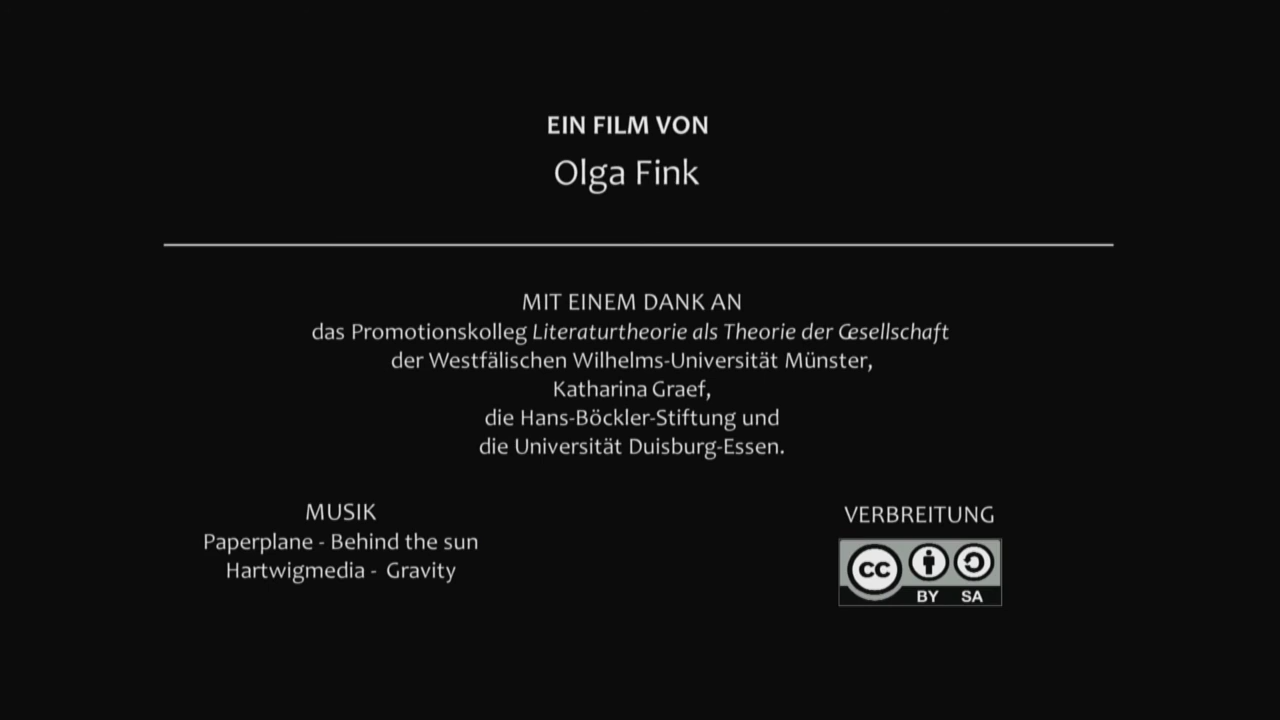 EIN FILM VON
Olga Fink
MIT EINEM DANK AN
das Promotionskolleg Literaturtheorie als Theorie der Gesellschaft
der Westfälischen Wilhelms-Universität Münster,
Katharina Graef,
die Hans-Böckler-Stiftung und
die Universität Duisburg-Essen.
MUSIK
Paperplane - Behind the sun
Hartwigmedia - Gravity
VERBREITUNG
cc
BY SA